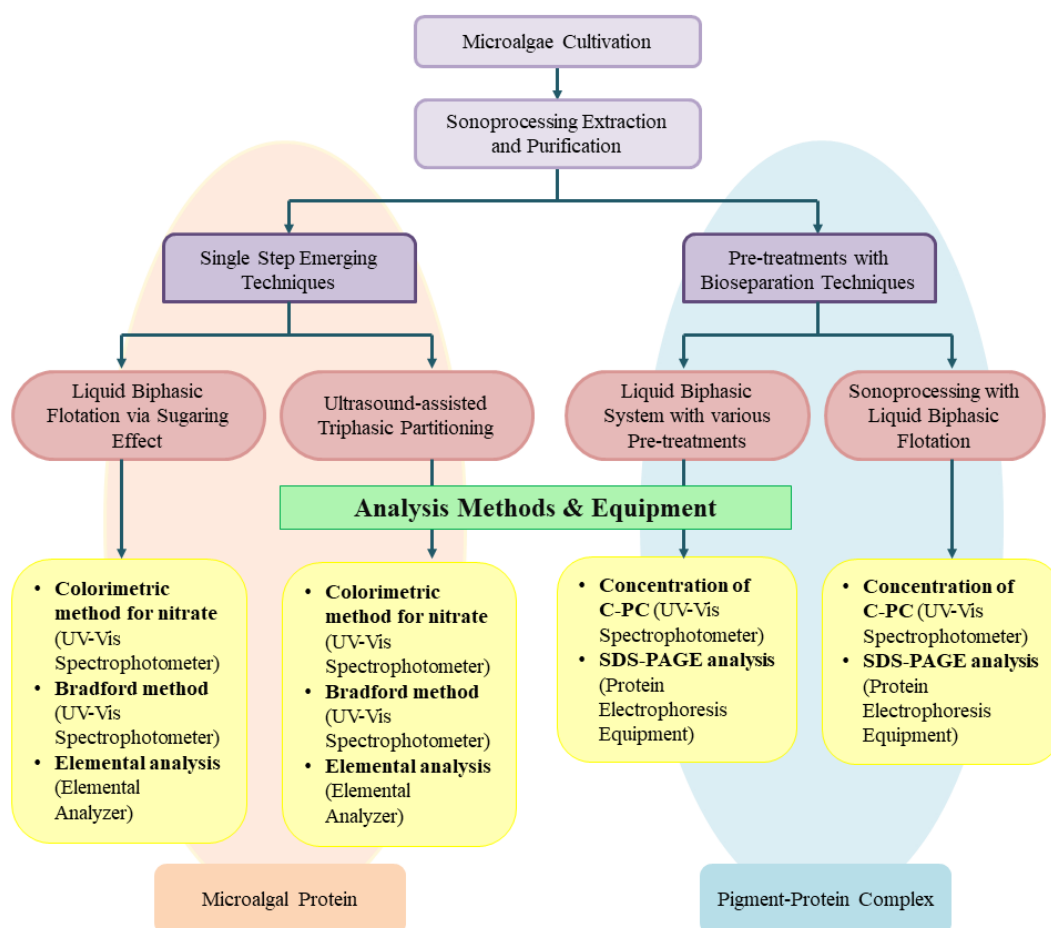 Microalgae Cultivation
Sonoprocessing Extraction
and Purification
Single Step Emerging
Techniques
Pre-treatments with
Bioseparation Techniques
Liquid Biphasic
Flotation via Sugaring
Effect
Ultrasound-assisted
Triphasic Partitioning
Liquid Biphasic
System with various
Pre-treatments
Sonoprocessing with
Liquid Biphasic
Flotation
Analysis Methods & Equipment
• Colorimetric
method for nitrate
(UV-Vis
Spectrophotometer)
• Bradford method
(UV-Vis
Spectrophotometer)
• Elemental analysis
(Elemental
Analyzer)
• Colorimetric
method for nitrate
(UV-Vis
Spectrophotometer)
• Bradford method
(UV-Vis
Spectrophotometer)
• Elemental analysis
(Elemental
Analyzer)
• Concentration of
C-PC (UV-Vis
Spectrophotometer)
• SDS-PAGE analysis
(Protein
Electrophoresis
Equipment)
• Concentration of
C-PC (UV-Vis
Spectrophotometer)
• SDS-PAGE analysis
(Protein
Electrophoresis
Equipment)
Microalgal Protein
Pigment-Protein Complex